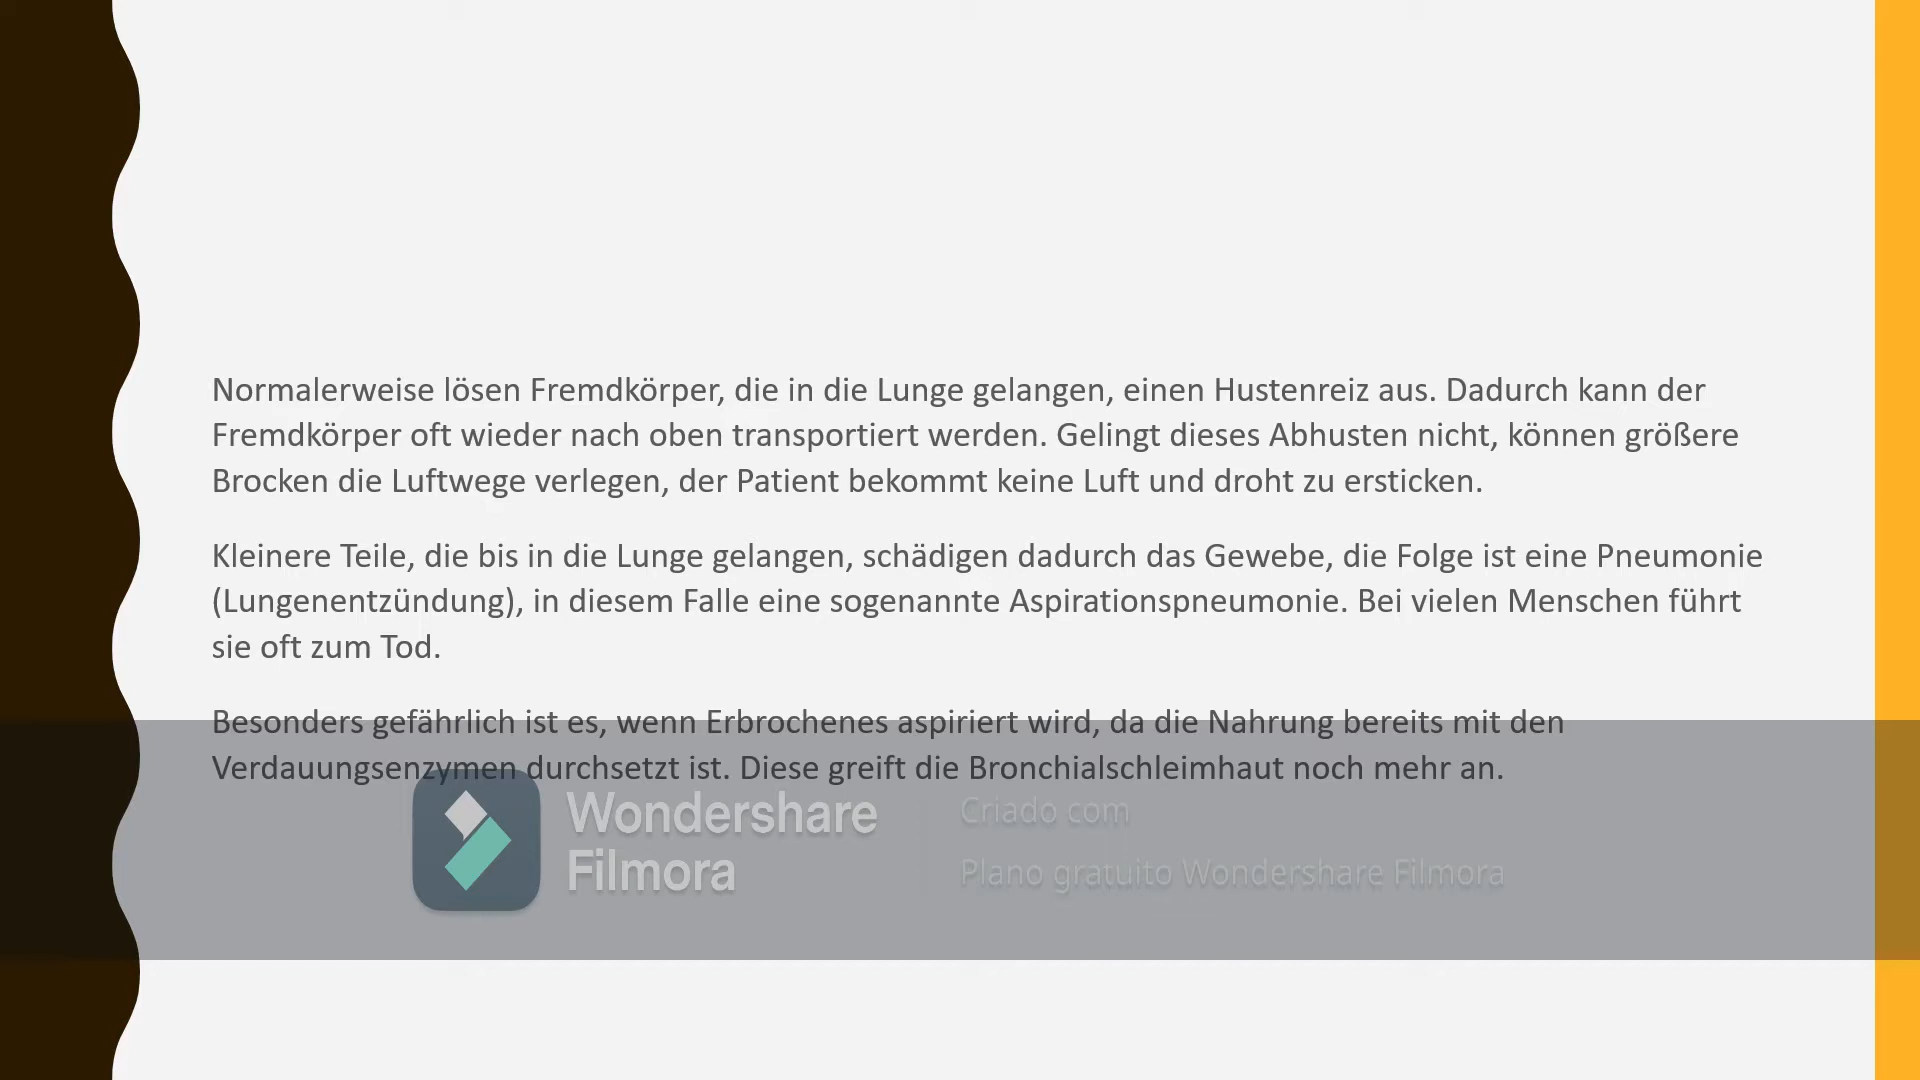 Normalerweise lösen Fremdkörper, die in die Lunge gelangen, einen Hustenreiz aus. Dadurch kann der
Fremdkörper oft wieder nach oben transportiert werden. Gelingt dieses Abhusten nicht, können größere
Brocken die Luftwege verlegen, der Patient bekommt keine Luft und droht zu ersticken.
Kleinere Teile, die bis in die Lunge gelangen, schädigen dadurch das Gewebe, die Folge ist eine Pneumonie
(Lungenentzündung), in diesem Falle eine sogenannte Aspirationspneumonie. Bei vielen Menschen führt
sie oft zum Tod.
Besonders gefährlich ist es, wenn Erbrochenes aspiriert wird, da die Nahrung bereits mit den
Verdauungsenzymen durchsetzt ist. Diese greift die Bronchialschleimhaut noch mehr an.
Wondershare
Filmora
Criado com
Plano gratuito Wondershare Filmora